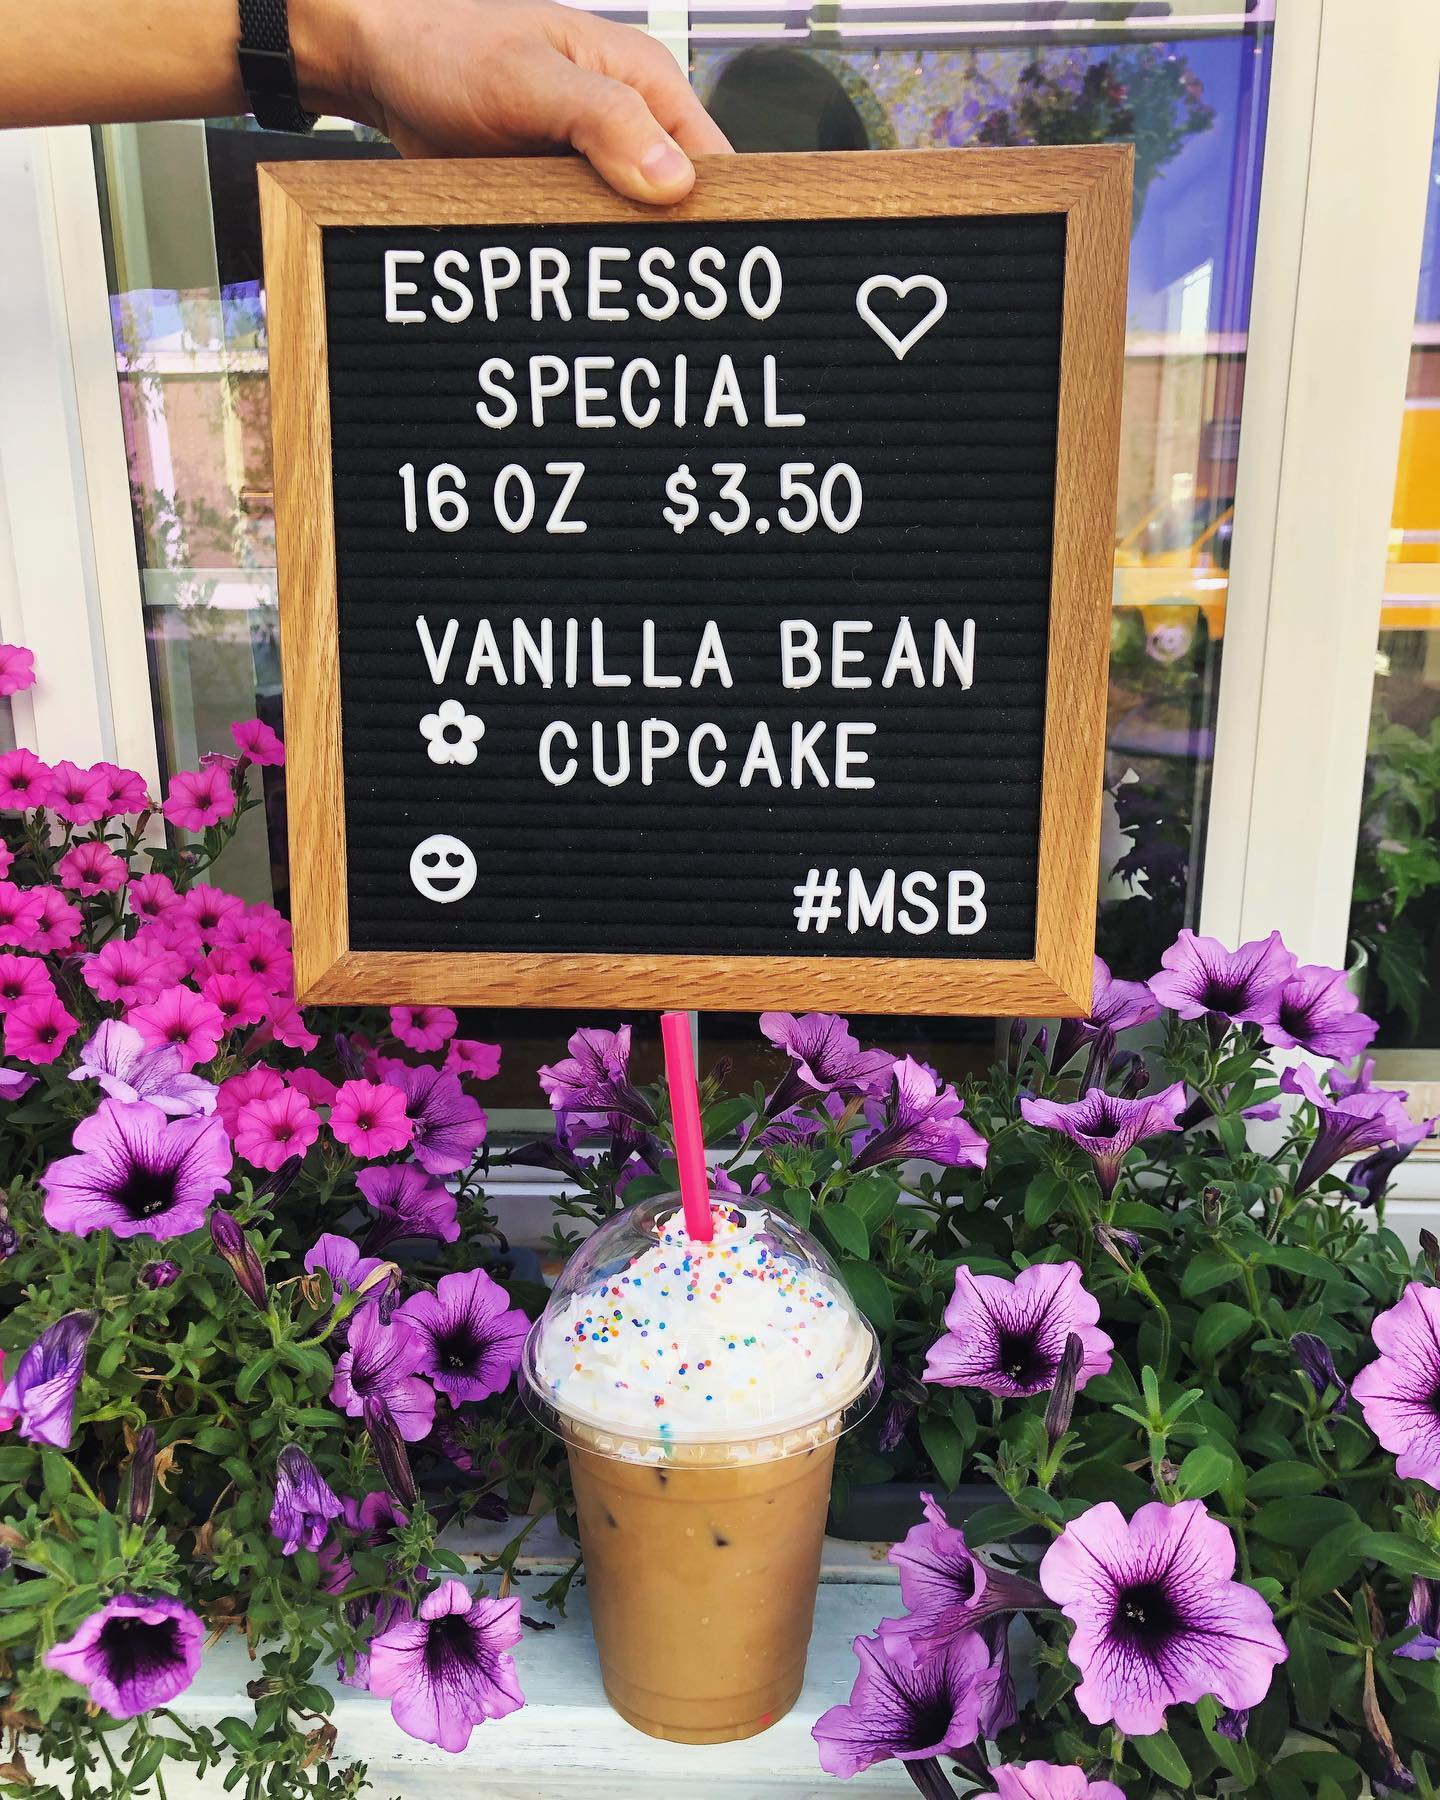 ESPRESSO
SPECIAL
16 OZ $3.50
VANILLA BEAN
CUPCAKE
#MSB